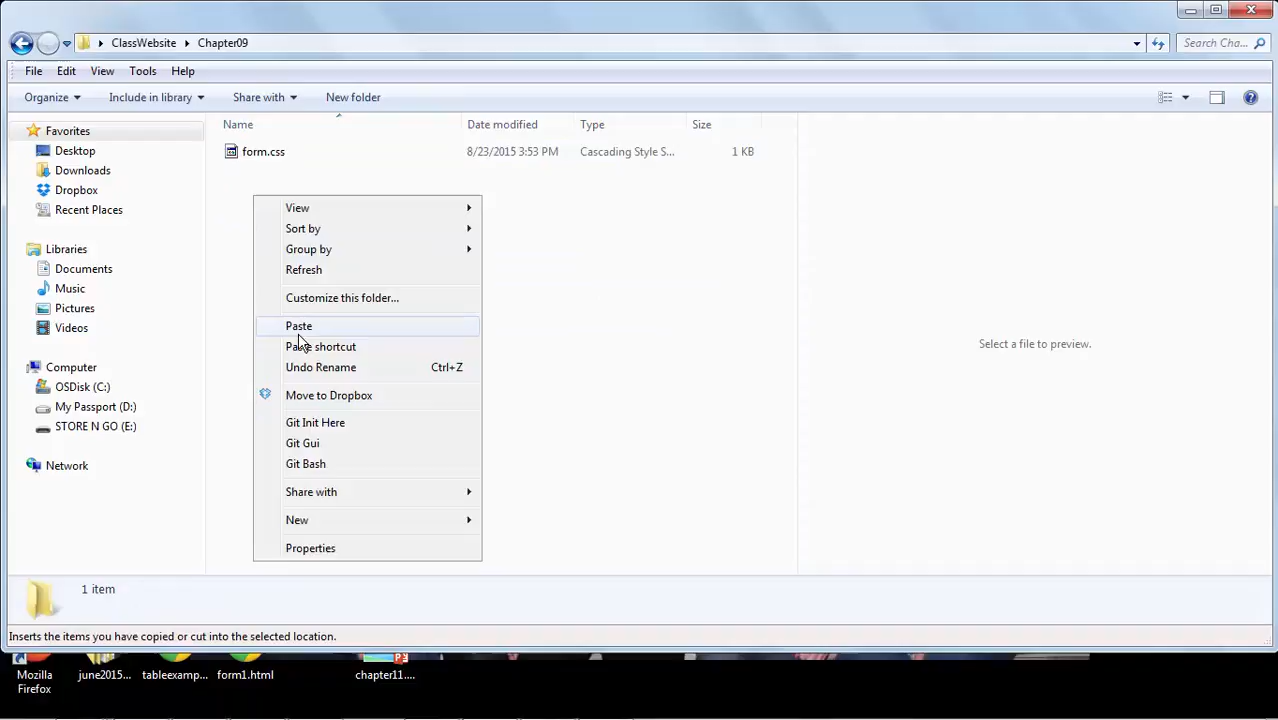 ClassWebsite Chapter09
Search Cha...
File Edit View Tools Help
Organize Include in library Share with New folder
Name Date modified Type Size
form.css 8/23/2015 3:53 PM Cascading Style S... 1 KB
Favorites
Desktop
Downloads
Dropbox
Recent Places
Libraries
Documents
Music
Pictures
Videos
Computer
OSDisk (C:)
My Passport (D:)
STORE N GO (E:)
Network
View
Sort by
Group by
Refresh
Customize this folder...
Paste
Paste shortcut
Undo Rename Ctrl+Z
Move to Dropbox
Git Init Here
Git Gui
Git Bash
Share with
New
Properties
Select a file to preview.
1 item
Inserts the items you have copied or cut into the selected location.
Mozilla Firefox
june2015...
tableexamp...
form1.html
chapter11....